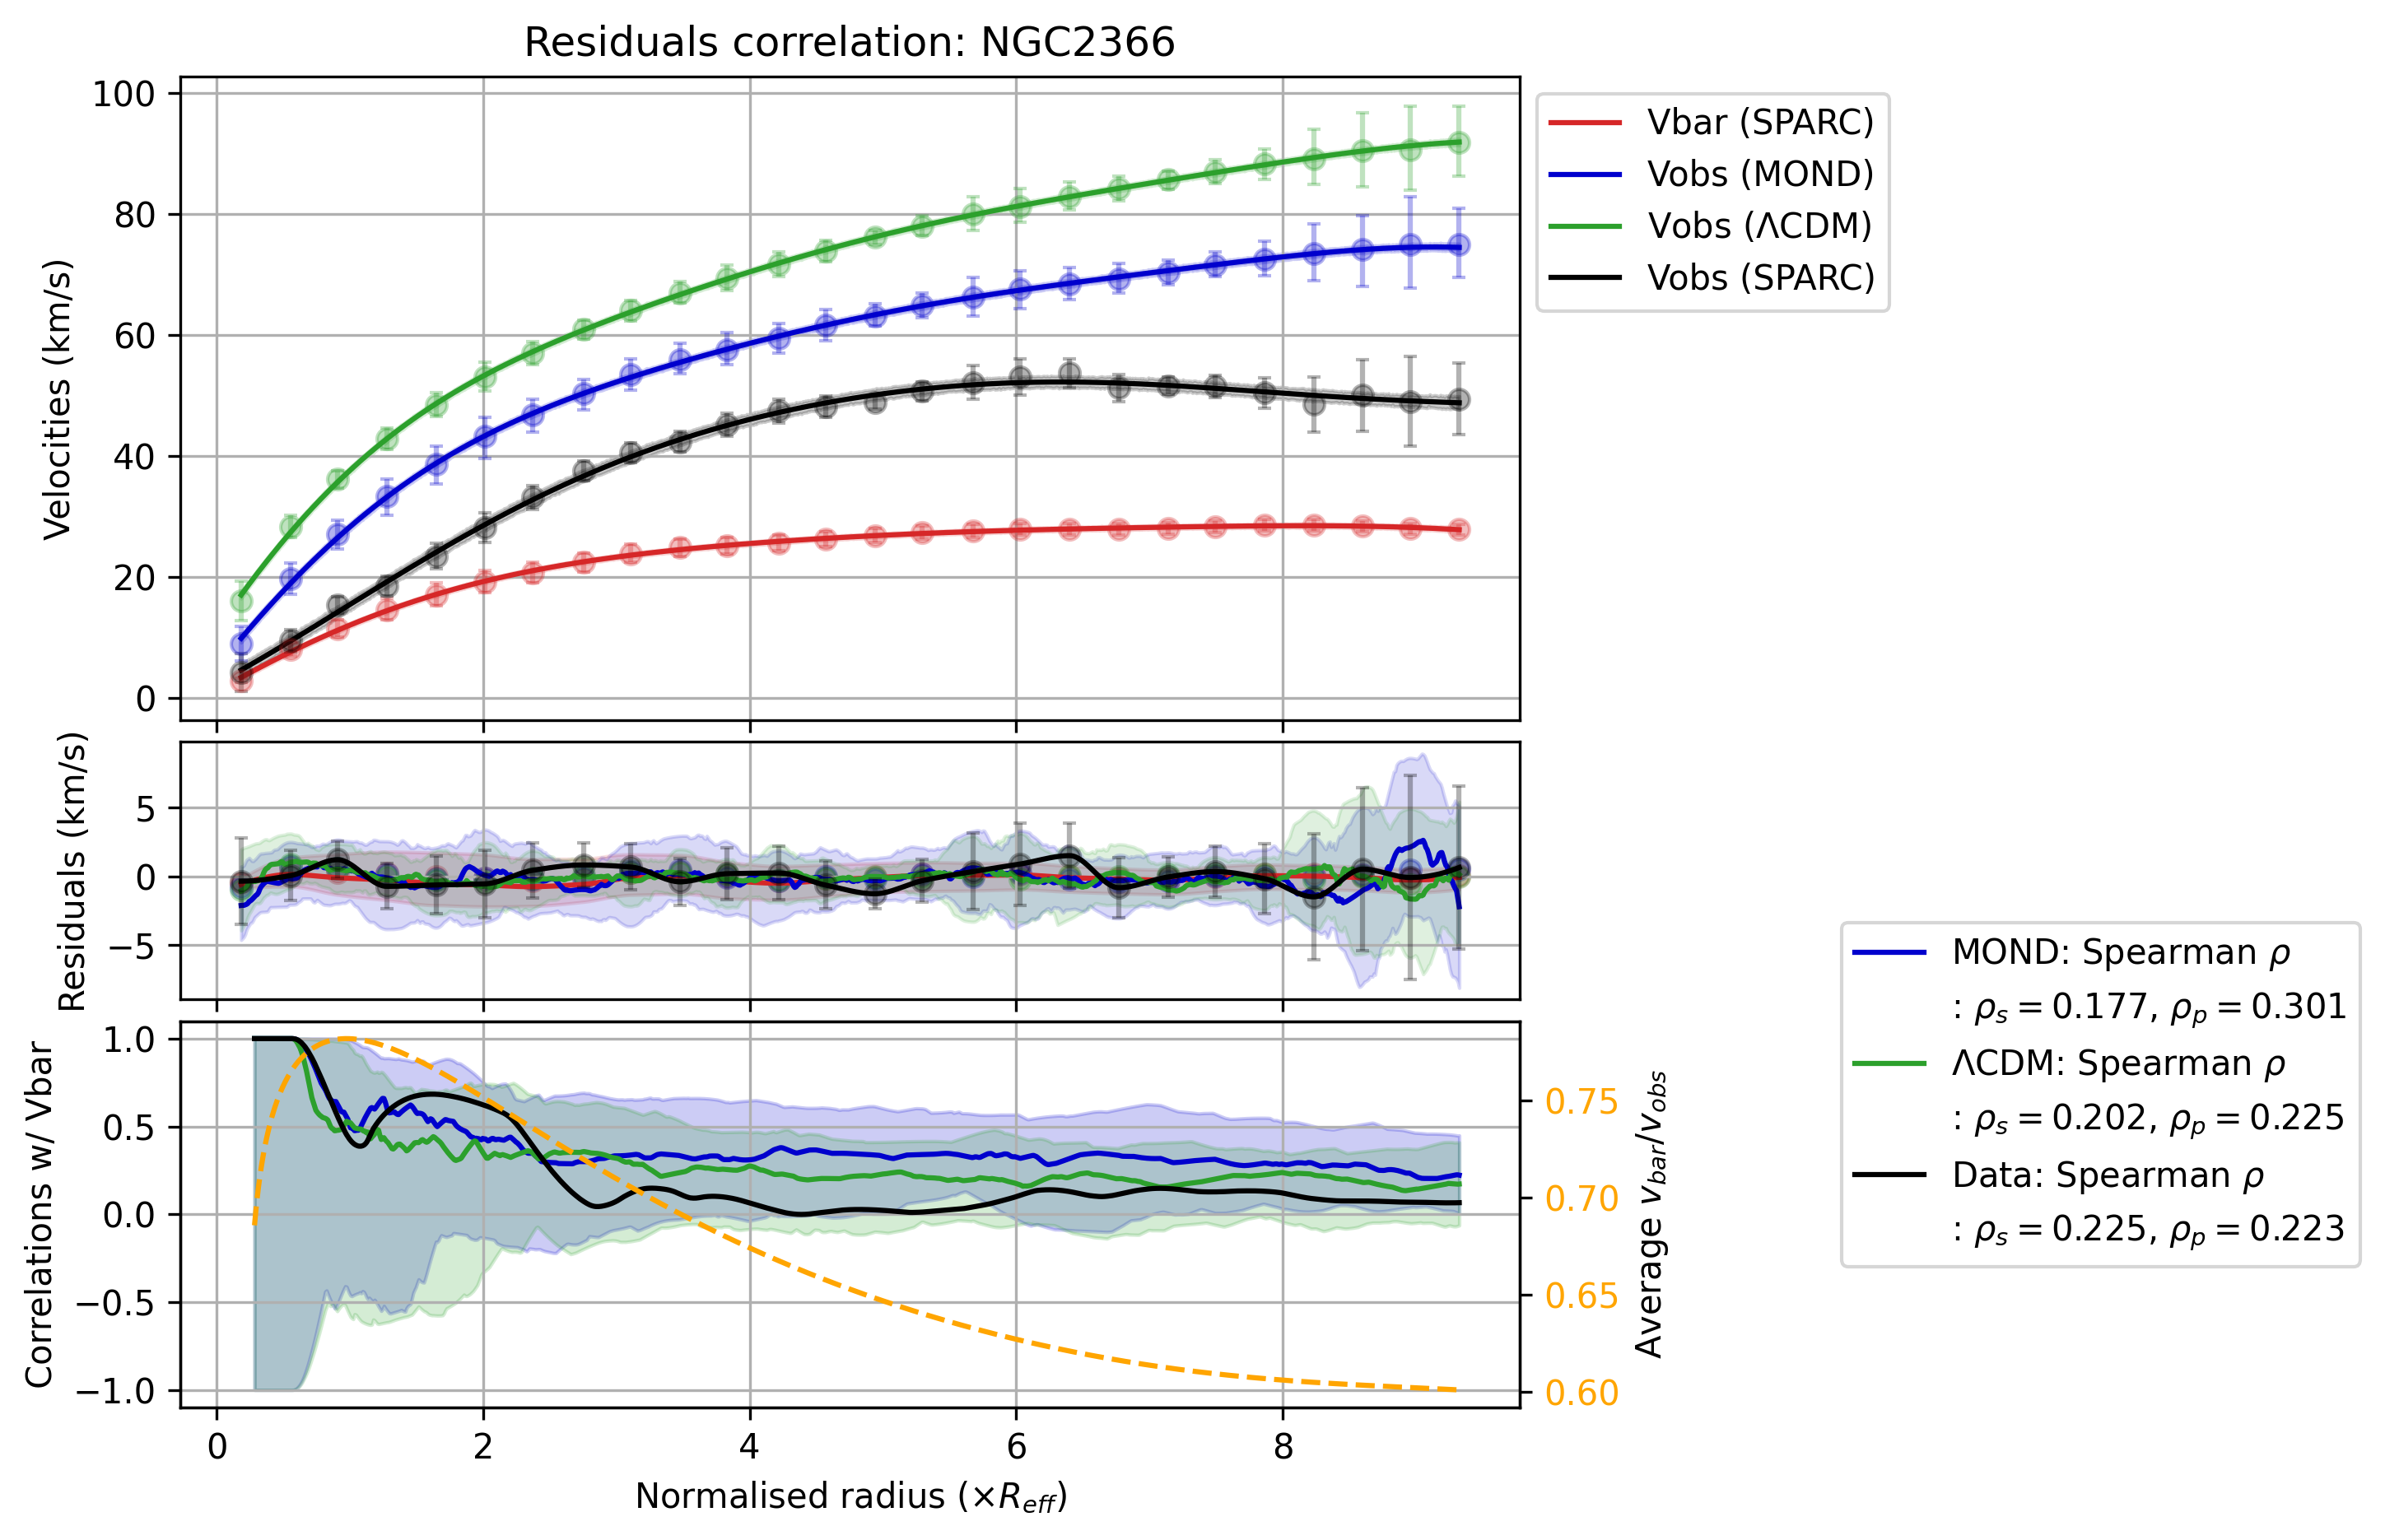 Residuals correlation: NGC2366
Velocities (km/s)
100
80
60
40
20
0
Vbar (SPARC)
Vobs (MOND)
Vobs (ΛCDM)
Vobs (SPARC)
Residuals (km/s)
5
0
−5
Correlations w/ Vbar
1.0
0.5
0.0
−0.5
−1.0
0.75
0.70
0.65
0.60
Average v_bar/v_obs
0 2 4 6 8
Normalised radius (×R_eff)
MOND: Spearman ρ
: ρ_s = 0.177, ρ_p = 0.301
ΛCDM: Spearman ρ
: ρ_s = 0.202, ρ_p = 0.225
Data: Spearman ρ
: ρ_s = 0.225, ρ_p = 0.223